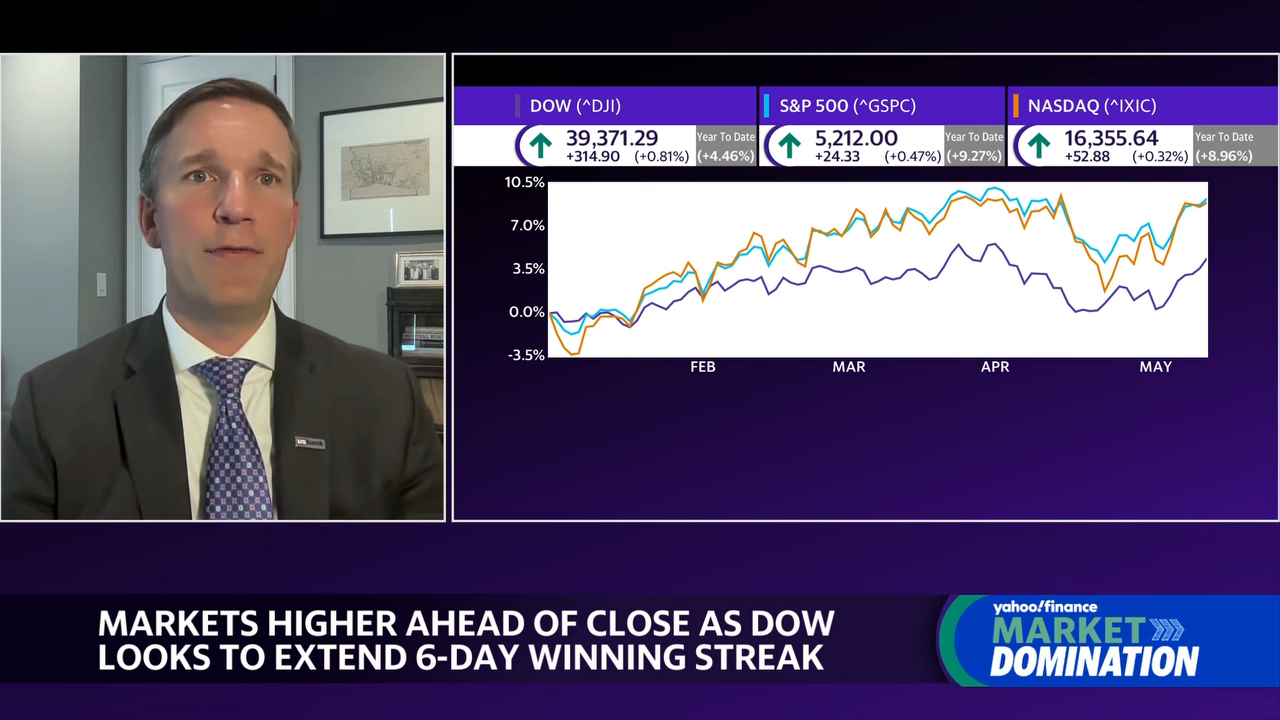 DOW (^DJI)
39,371.29
+314.90 (+0.81%)
Year To Date
(+4.46%)
S&P 500 (^GSPC)
5,212.00
+24.33 (+0.47%)
Year To Date
(+9.27%)
NASDAQ (^IXIC)
16,355.64
+52.88 (+0.32%)
Year To Date
(+8.96%)
10.5%
7.0%
3.5%
0.0%
-3.5%
FEB MAR APR MAY
usbank
MARKETS HIGHER AHEAD OF CLOSE AS DOW
LOOKS TO EXTEND 6-DAY WINNING STREAK
yahoo!finance
MARKET
DOMINATION